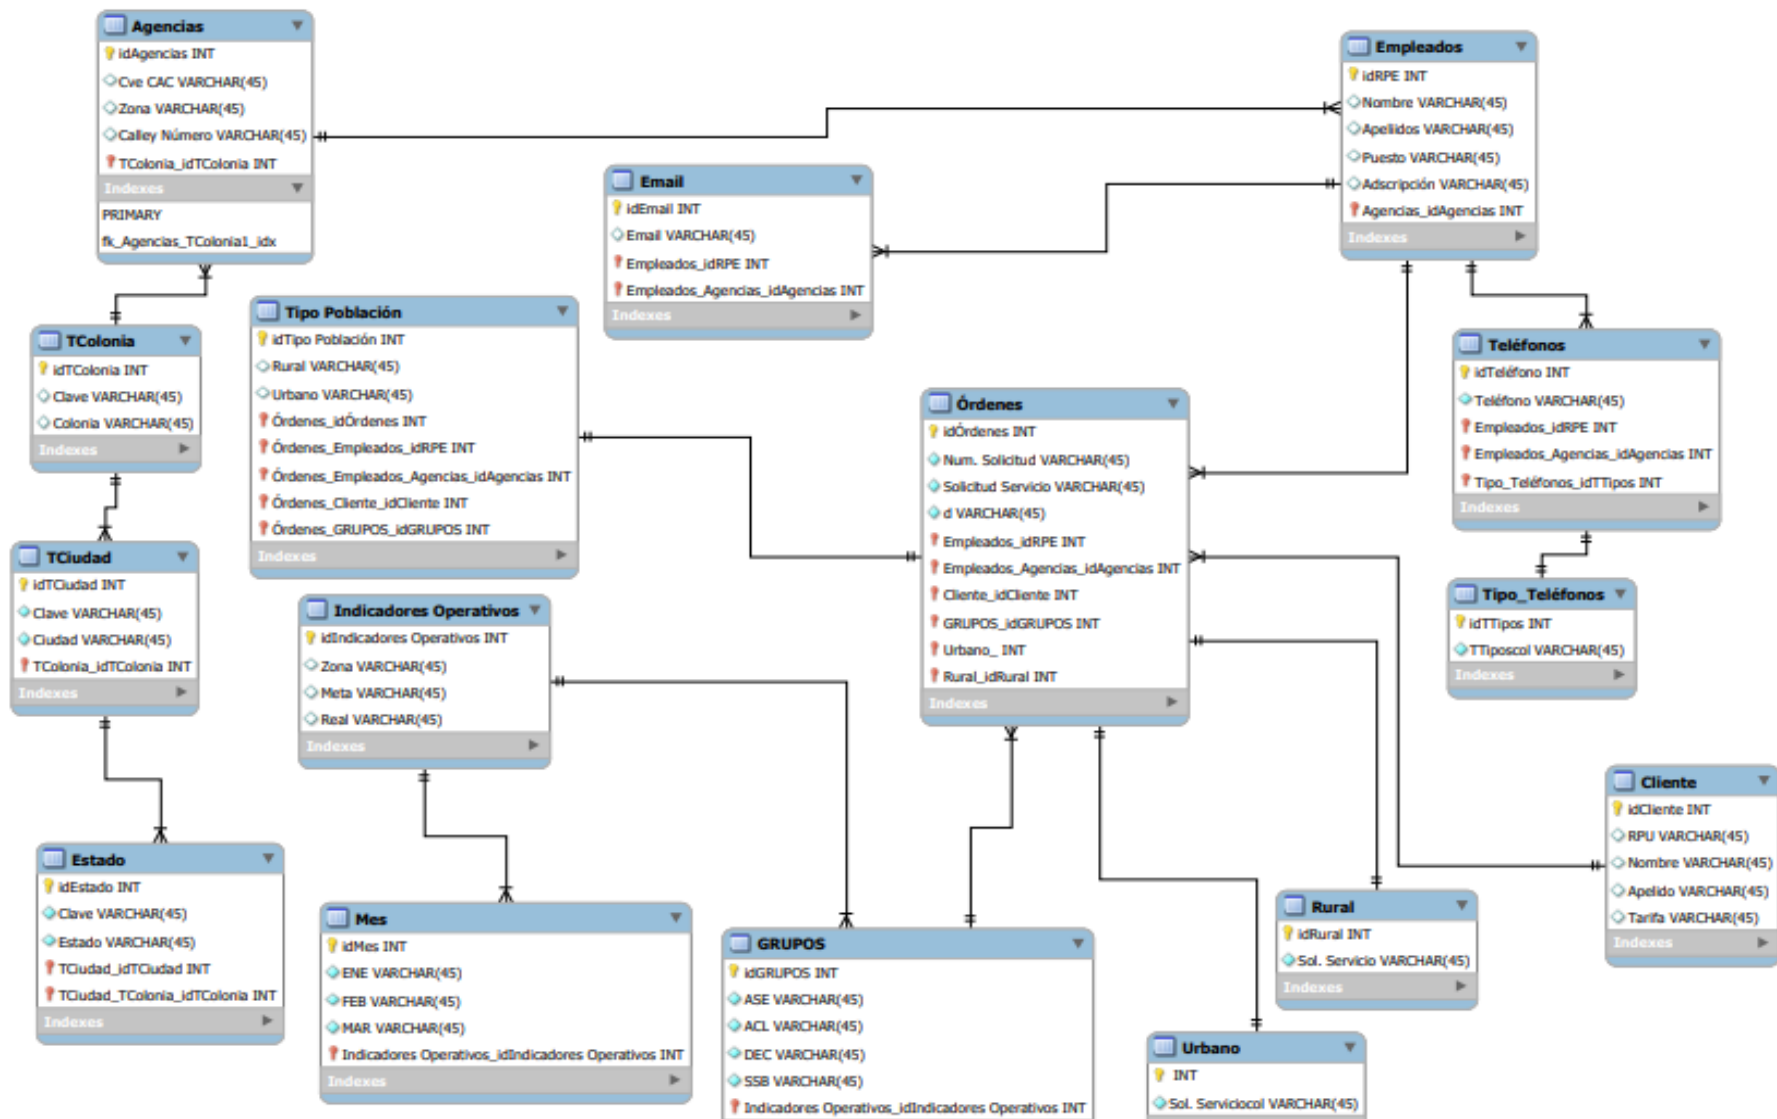 Agencias
idAgencias INT
Cve CAC VARCHAR(45)
Zona VARCHAR(45)
Calley Número VARCHAR(45)
TColonia_idTColonia INT
Indexes
PRIMARY
fk_Agencias_TColonia1_idx
Empleados
idRPE INT
Nombre VARCHAR(45)
Apellidos VARCHAR(45)
Puesto VARCHAR(45)
Adscripción VARCHAR(45)
Agencias_idAgencias INT
Indexes
Email
idEmail INT
Email VARCHAR(45)
Empleados_idRPE INT
Empleados_Agencias_idAgencias INT
Indexes
Tipo Población
idTipo Población INT
Rural VARCHAR(45)
Urbano VARCHAR(45)
Órdenes_idÓrdenes INT
Órdenes_Empleados_idRPE INT
Órdenes_Empleados_Agencias_idAgencias INT
Órdenes_Cliente_idCliente INT
Órdenes_GRUPOS_idGRUPOS INT
Indexes
TColonia
idTColonia INT
Clave VARCHAR(45)
Colonia VARCHAR(45)
Indexes
Teléfonos
idTeléfono INT
Teléfono VARCHAR(45)
Empleados_idRPE INT
Empleados_Agencias_idAgencias INT
Tipo_Teléfonos_idTTipos INT
Indexes
Órdenes
idÓrdenes INT
Num. Solicitud VARCHAR(45)
Solicitud Servicio VARCHAR(45)
d VARCHAR(45)
Empleados_idRPE INT
Empleados_Agencias_idAgencias INT
Cliente_idCliente INT
GRUPOS_idGRUPOS INT
Urbano_ INT
Rural_idRural INT
Indexes
TCiudad
idTCiudad INT
Clave VARCHAR(45)
Ciudad VARCHAR(45)
TColonia_idTColonia INT
Indexes
Tipo_Teléfonos
idTTipos INT
TTiposcol VARCHAR(45)
Indexes
Indicadores Operativos
idIndicadores Operativos INT
Zona VARCHAR(45)
Meta VARCHAR(45)
Real VARCHAR(45)
Indexes
Cliente
idCliente INT
RPU VARCHAR(45)
Nombre VARCHAR(45)
Apelido VARCHAR(45)
Tarifa VARCHAR(45)
Indexes
Estado
idEstado INT
Clave VARCHAR(45)
Estado VARCHAR(45)
TCiudad_idTCiudad INT
TCiudad_TColonia_idTColonia INT
Indexes
Mes
idMes INT
ENE VARCHAR(45)
FEB VARCHAR(45)
MAR VARCHAR(45)
Indicadores Operativos_idIndicadores Operativos INT
Indexes
GRUPOS
idGRUPOS INT
ASE VARCHAR(45)
ACL VARCHAR(45)
DEC VARCHAR(45)
SSB VARCHAR(45)
Indicadores Operativos_idIndicadores Operativos INT
Rural
idRural INT
Sol. Servicio VARCHAR(45)
Indexes
Urbano
INT
Sol. Serviciocol VARCHAR(45)